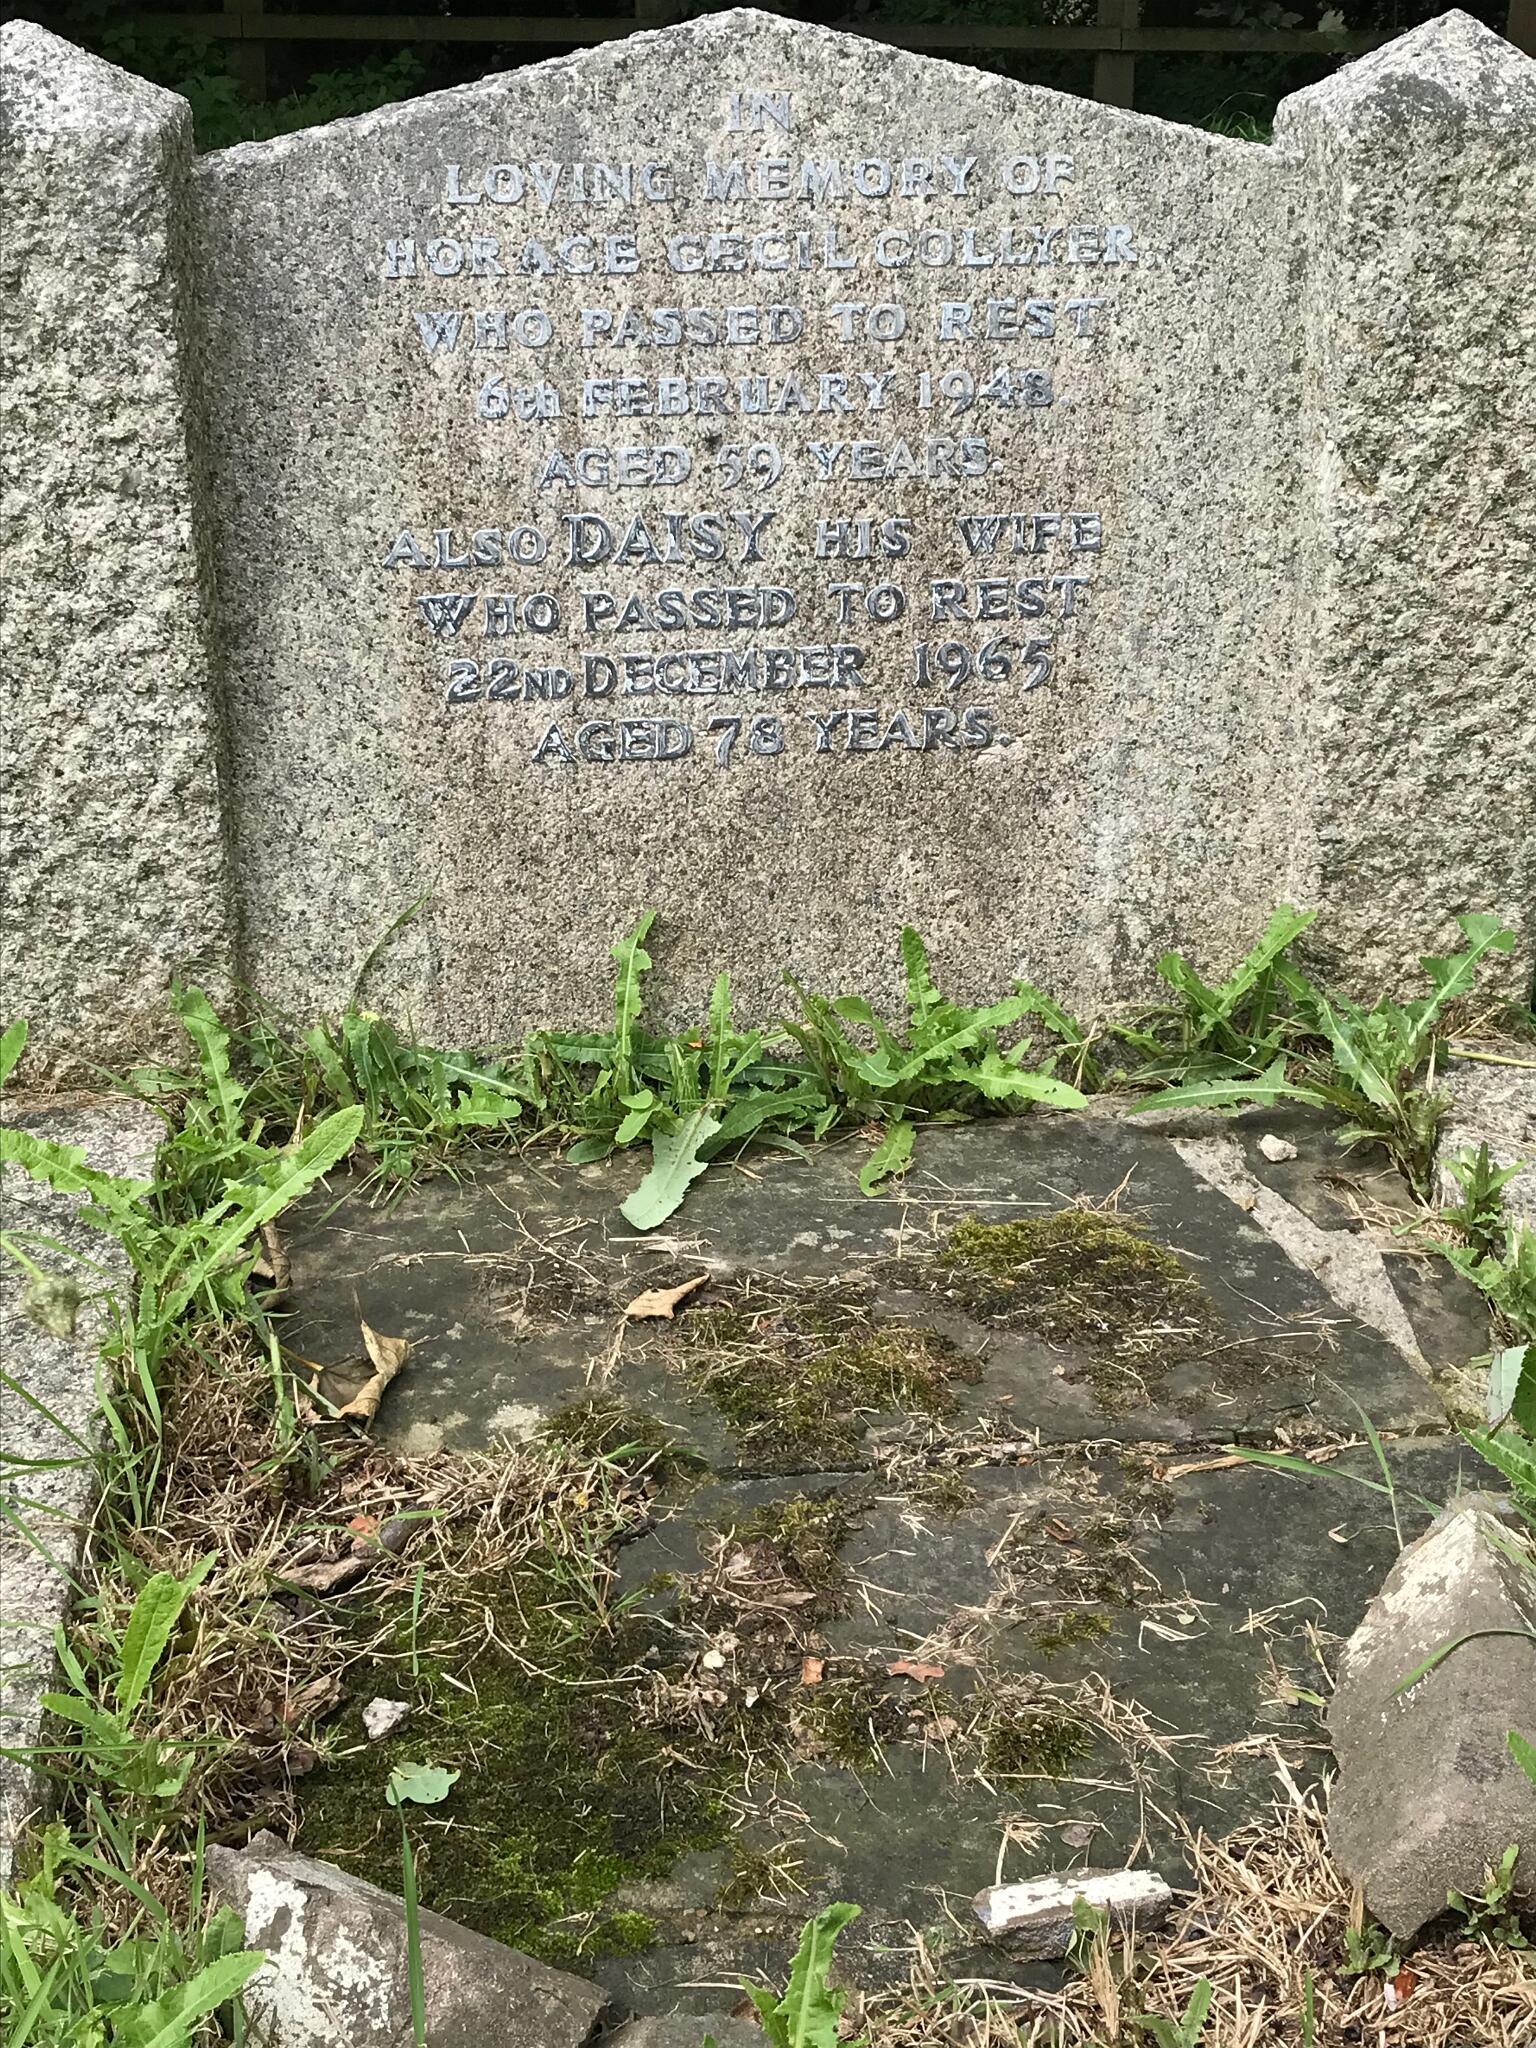 IN
LOVING MEMORY OF
HORACE CECIL COLLYER.
WHO PASSED TO REST
6th FEBRUARY 1948.
AGED 59 YEARS.
ALSO DAISY HIS WIFE
WHO PASSED TO REST
22ND DECEMBER 1965
AGED 78 YEARS.